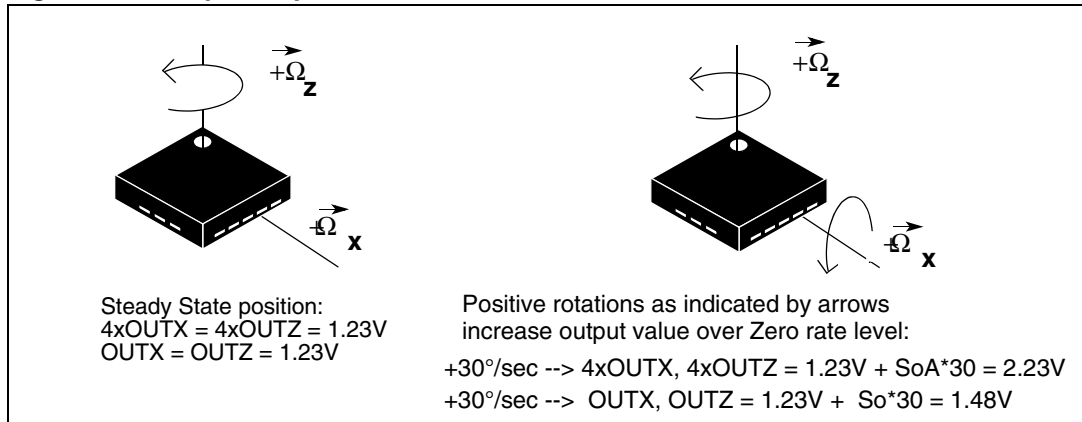 +Ω
z
+Ω
x
Steady State position:
4xOUTX = 4xOUTZ = 1.23V
OUTX = OUTZ = 1.23V
+Ω
z
+Ω
x
Positive rotations as indicated by arrows
increase output value over Zero rate level:
+30°/sec --> 4xOUTX, 4xOUTZ = 1.23V + SoA*30 = 2.23V
+30°/sec --> OUTX, OUTZ = 1.23V + So*30 = 1.48V